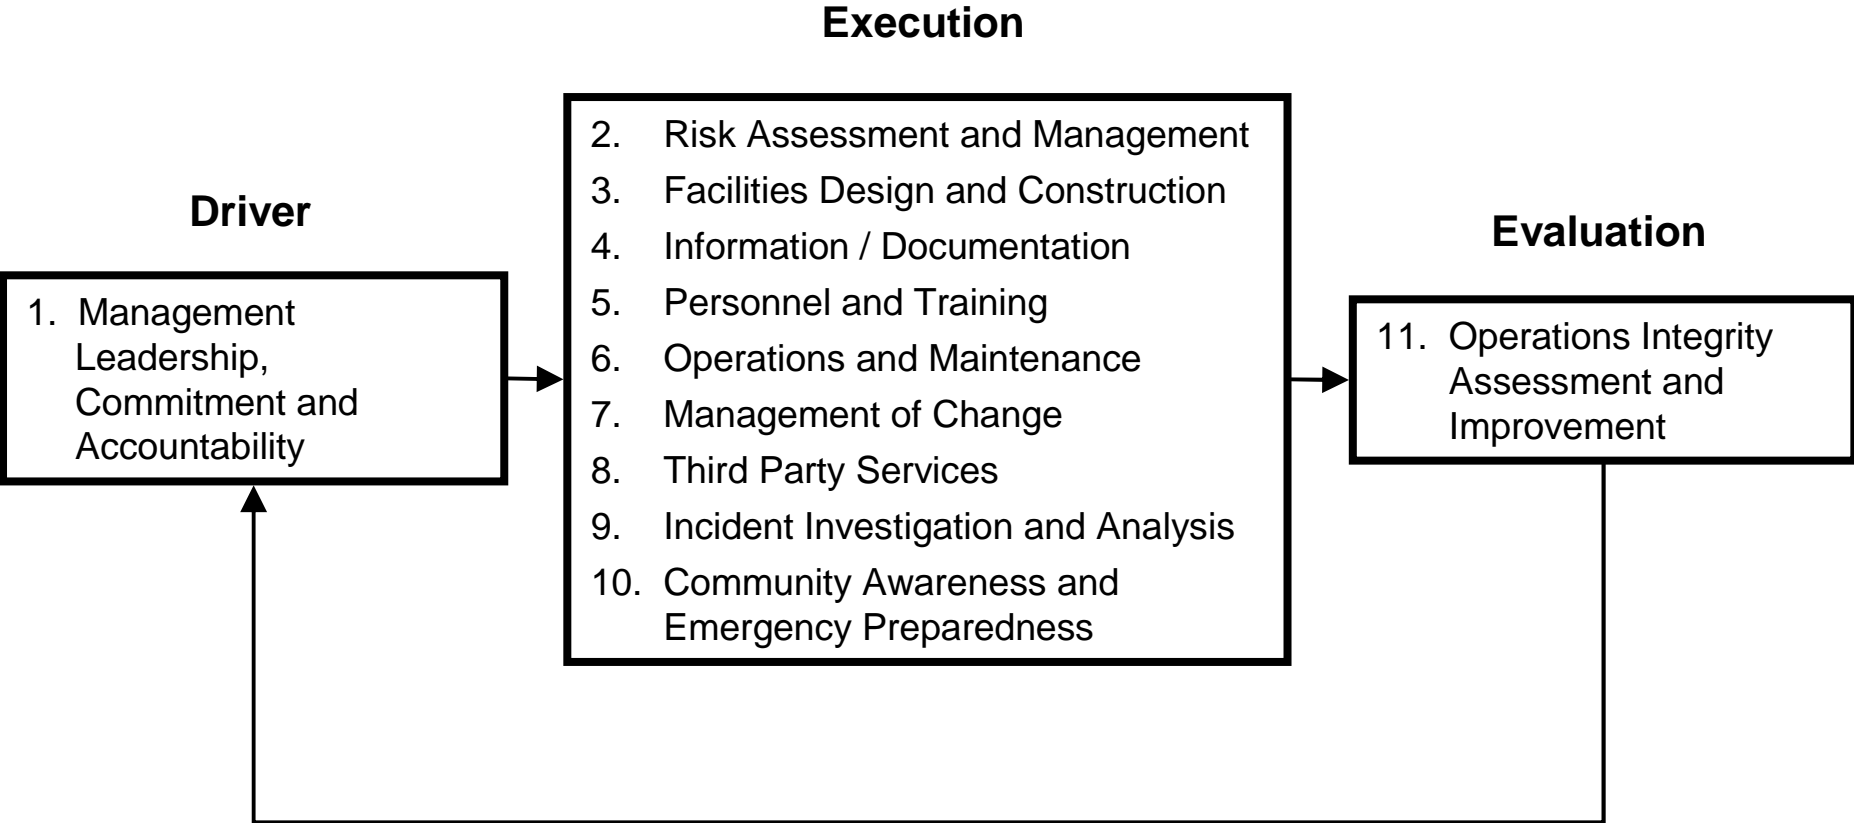 Execution
Driver
1. Management
Leadership,
Commitment and
Accountability
2. Risk Assessment and Management
3. Facilities Design and Construction
4. Information / Documentation
5. Personnel and Training
6. Operations and Maintenance
7. Management of Change
8. Third Party Services
9. Incident Investigation and Analysis
10. Community Awareness and
Emergency Preparedness
Evaluation
11. Operations Integrity
Assessment and
Improvement